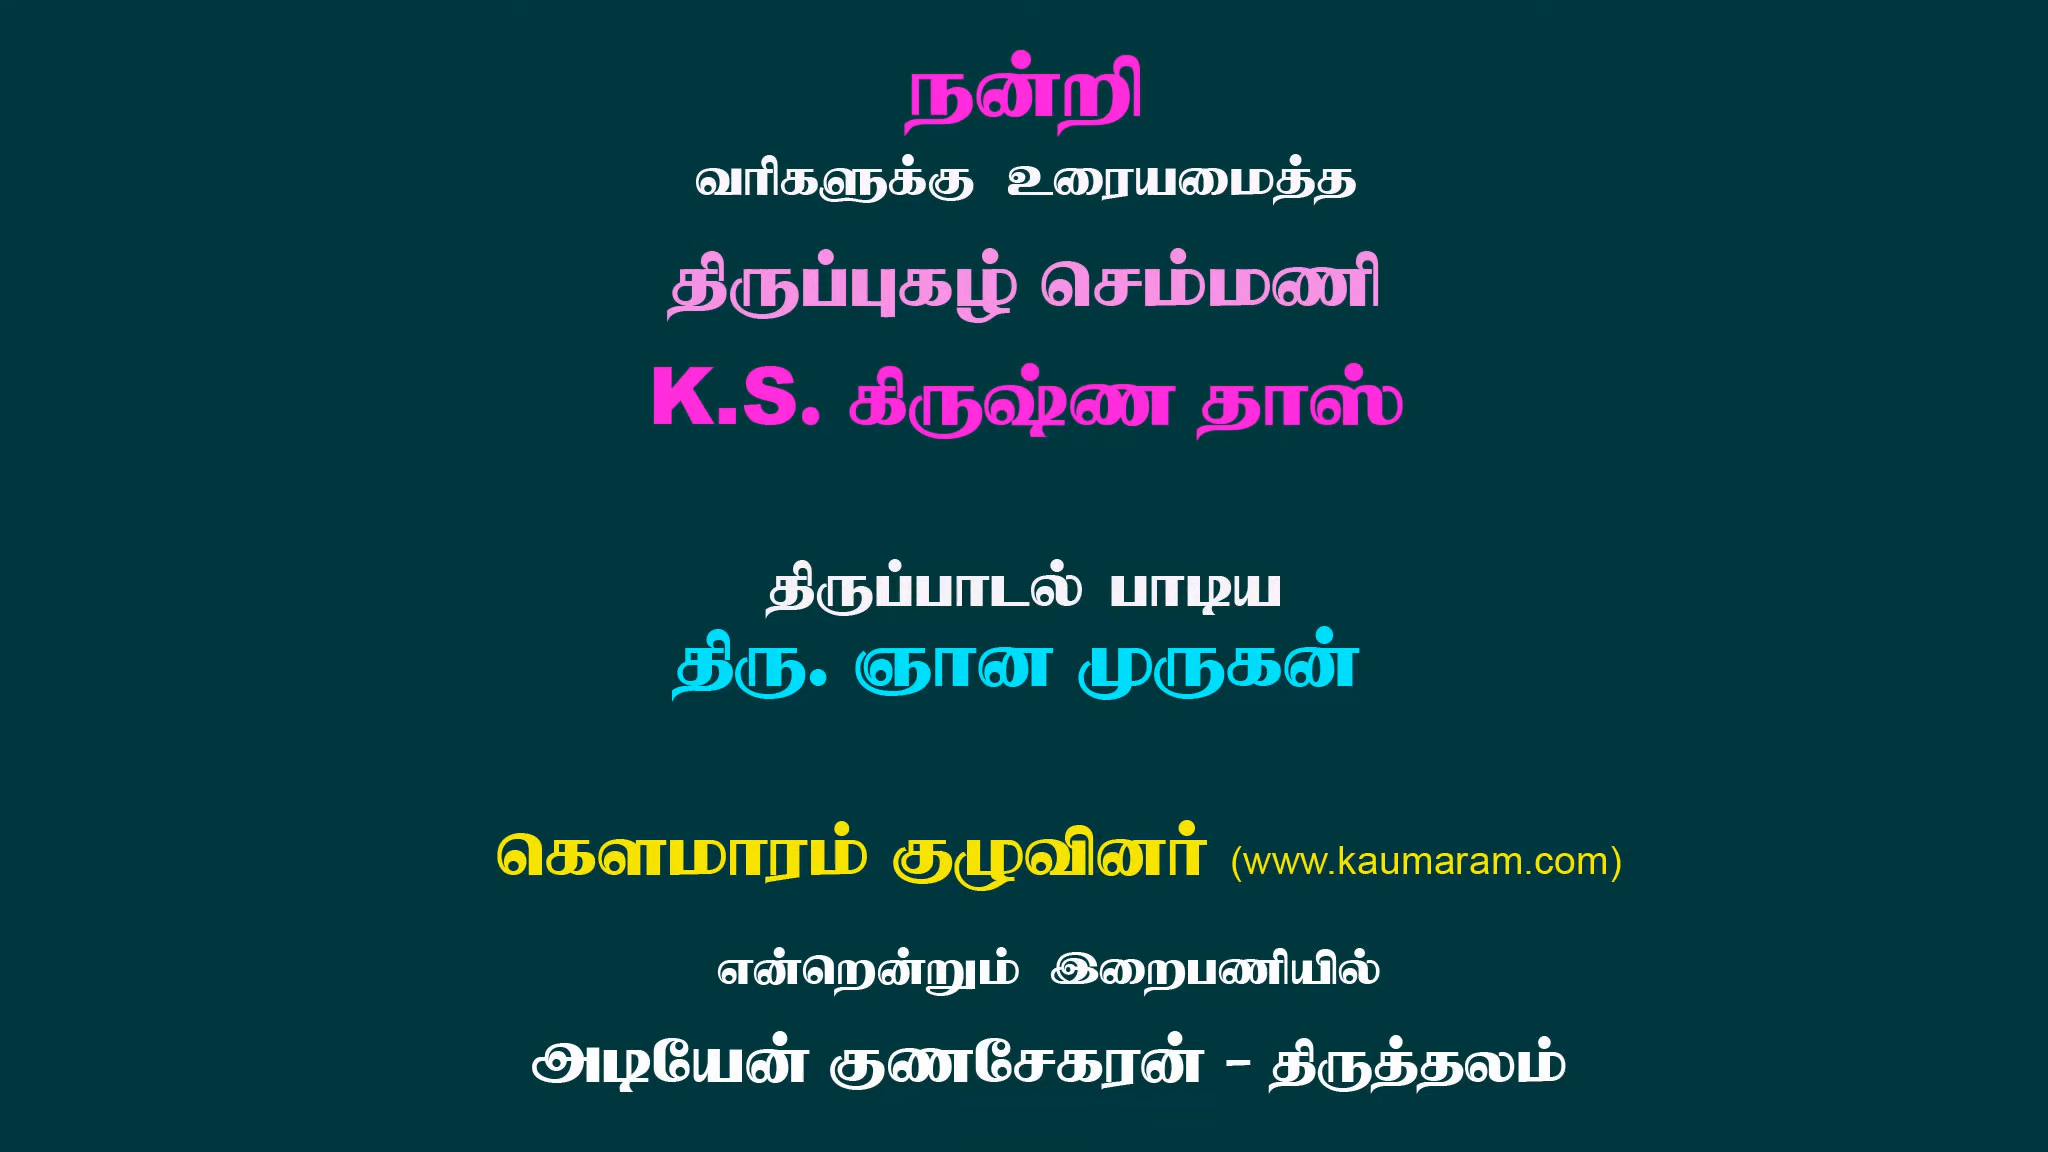 நன்றி
வரிகளுக்கு உரையமைத்த
திருப்புகழ் செம்மணி
K.S. கிருஷ்ண தாஸ்
திருப்பாடல் பாடிய
திரு. ஞான முருகன்
கௌமாரம் குழுவினர் (www.kaumaram.com)
என்றென்றும் இறைபணியில்
அடியேன் குணசேகரன் - திருத்தலம்